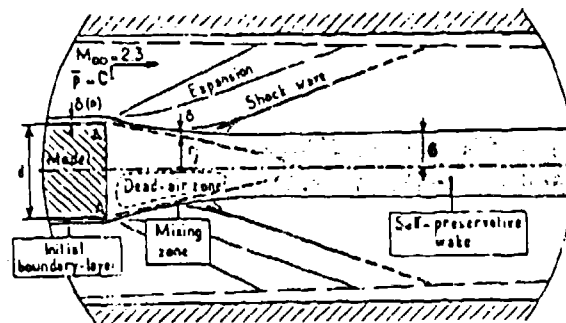 M∞=2.3
δ(o)
Expansion
Shock wave
δ
Model
d
Dead-air zone
Initial
boundary-layer
Mixing
zone
Self-preservative
wake